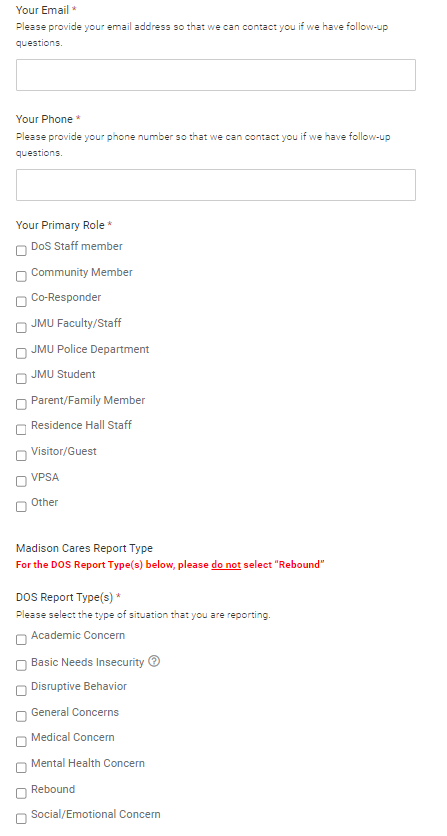 Your Email *
Please provide your email address so that we can contact you if we have follow-up
questions.
Your Phone *
Please provide your phone number so that we can contact you if we have follow-up
questions.
Your Primary Role *
DoS Staff member
Community Member
Co-Responder
JMU Faculty/Staff
JMU Police Department
JMU Student
Parent/Family Member
Residence Hall Staff
Visitor/Guest
VPSA
Other
Madison Cares Report Type
For the DOS Report Type(s) below, please do not select "Rebound"
DOS Report Type(s) *
Please select the type of situation that you are reporting.
Academic Concern
Basic Needs Insecurity ?
Disruptive Behavior
General Concerns
Medical Concern
Mental Health Concern
Rebound
Social/Emotional Concern